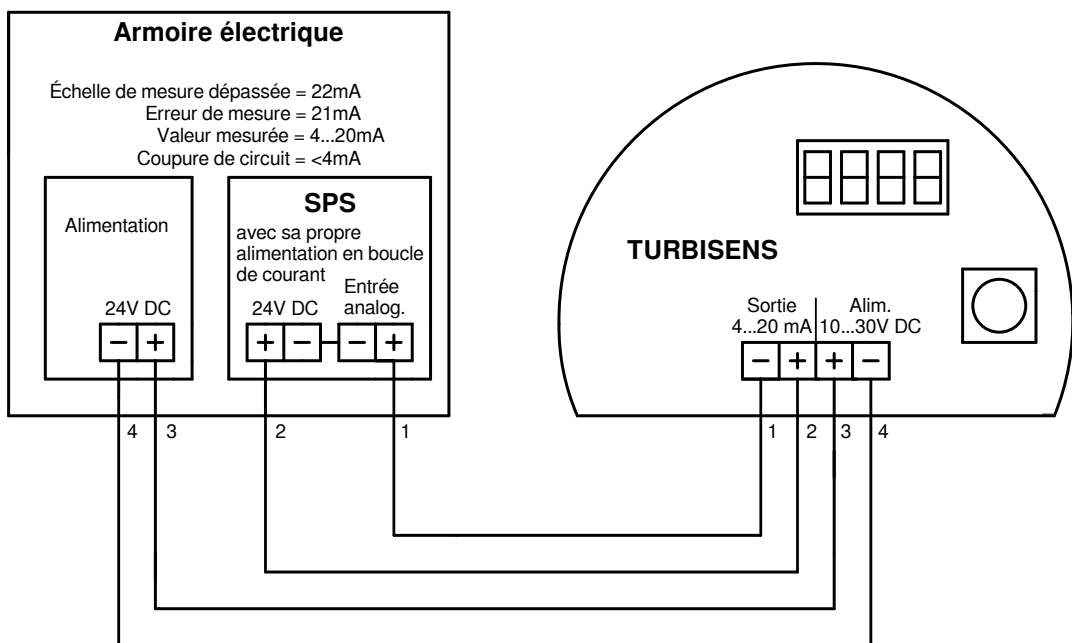 Armoire électrique
Échelle de mesure dépassée = 22mA
Erreur de mesure = 21mA
Valeur mesurée = 4...20mA
Coupure de circuit = <4mA
Alimentation
24V DC
− +
SPS
avec sa propre
alimentation en boucle
de courant
24V DC
Entrée
analog.
+ − − +
4 3 2 1
TURBISENS
Sortie
4...20 mA
Alim.
10...30V DC
− + + −
1 2 3 4